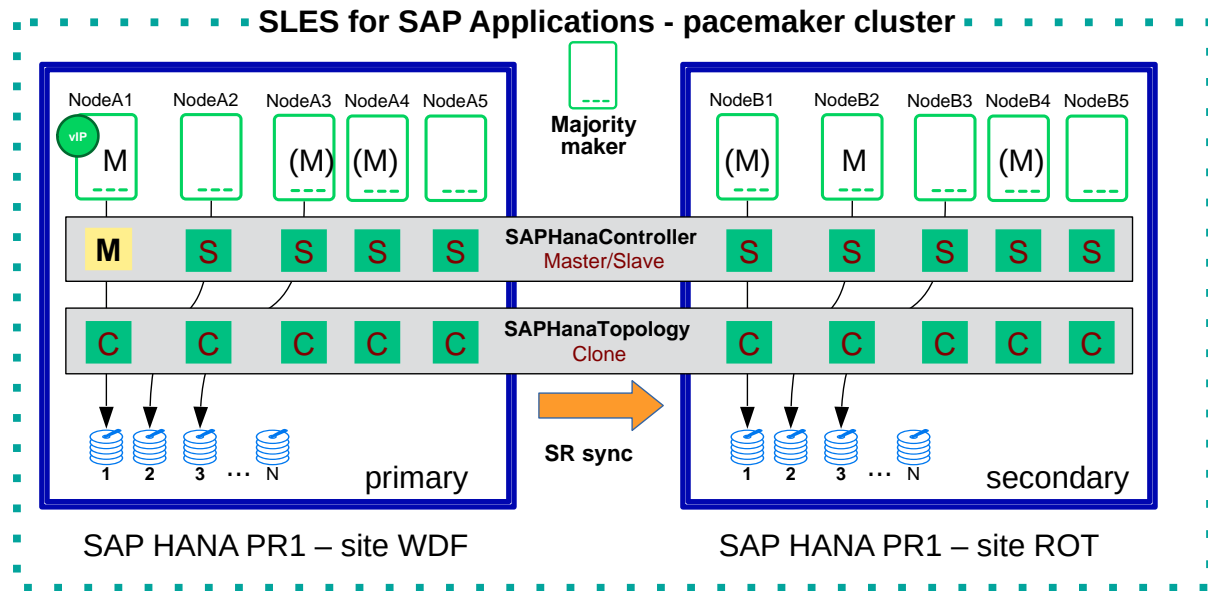 SLES for SAP Applications - pacemaker cluster
NodeA1 NodeA2 NodeA3 NodeA4 NodeA5
NodeB1 NodeB2 NodeB3 NodeB4 NodeB5
Majority
maker
vIP
M (M) (M)
(M) M (M)
SAPHanaController
Master/Slave
M S S S S
S S S S S
SAPHanaTopology
Clone
C C C C C
C C C C C
SR sync
1 2 3 ... N
primary
1 2 3 ... N
secondary
SAP HANA PR1 – site WDF
SAP HANA PR1 – site ROT